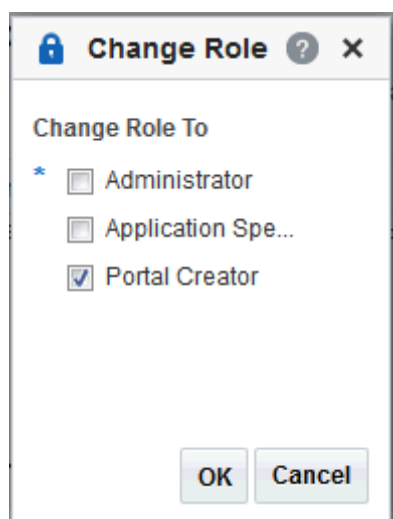 Change Role ? ×
Change Role To
* Administrator
Application Spe...
Portal Creator
OK Cancel